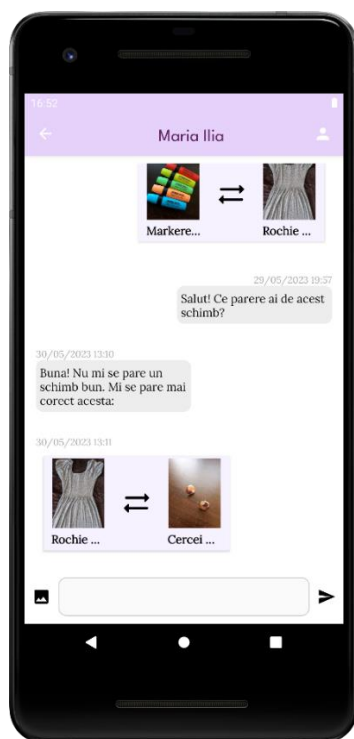 16:52
Maria Ilia
Markere... Rochie ...
29/05/2023 19:57
Salut! Ce parere ai de acest
schimb?
30/05/2023 13:10
Buna! Nu mi se pare un
schimb bun. Mi se pare mai
corect acesta:
30/05/2023 13:11
Rochie ... Cercei ...